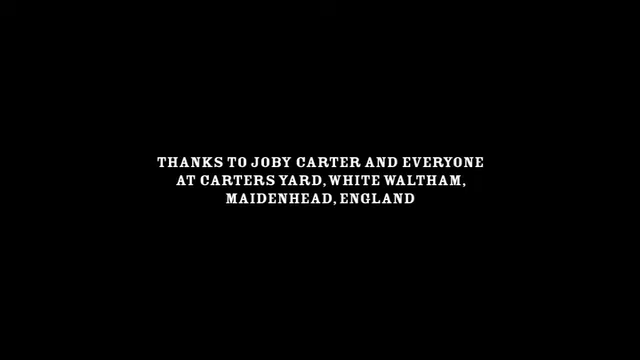 THANKS TO JOBY CARTER AND EVERYONE
AT CARTERS YARD, WHITE WALTHAM,
MAIDENHEAD, ENGLAND